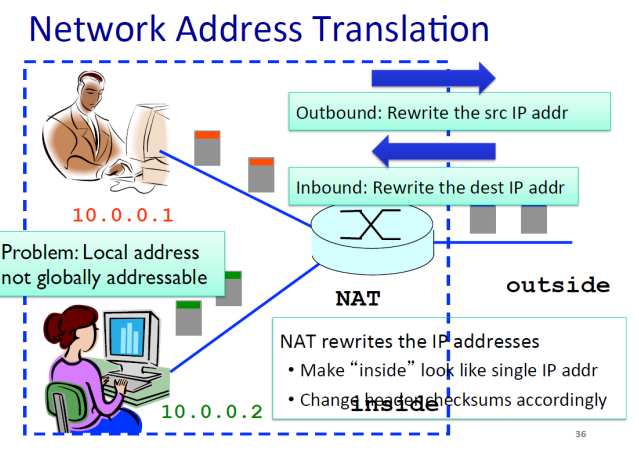 Network Address Translation
Outbound: Rewrite the src IP addr
Inbound: Rewrite the dest IP addr
10.0.0.1
Problem: Local address
not globally addressable
NAT
outside
NAT rewrites the IP addresses
• Make “inside” look like single IP addr
• Change header checksums accordingly
inside
10.0.0.2
36